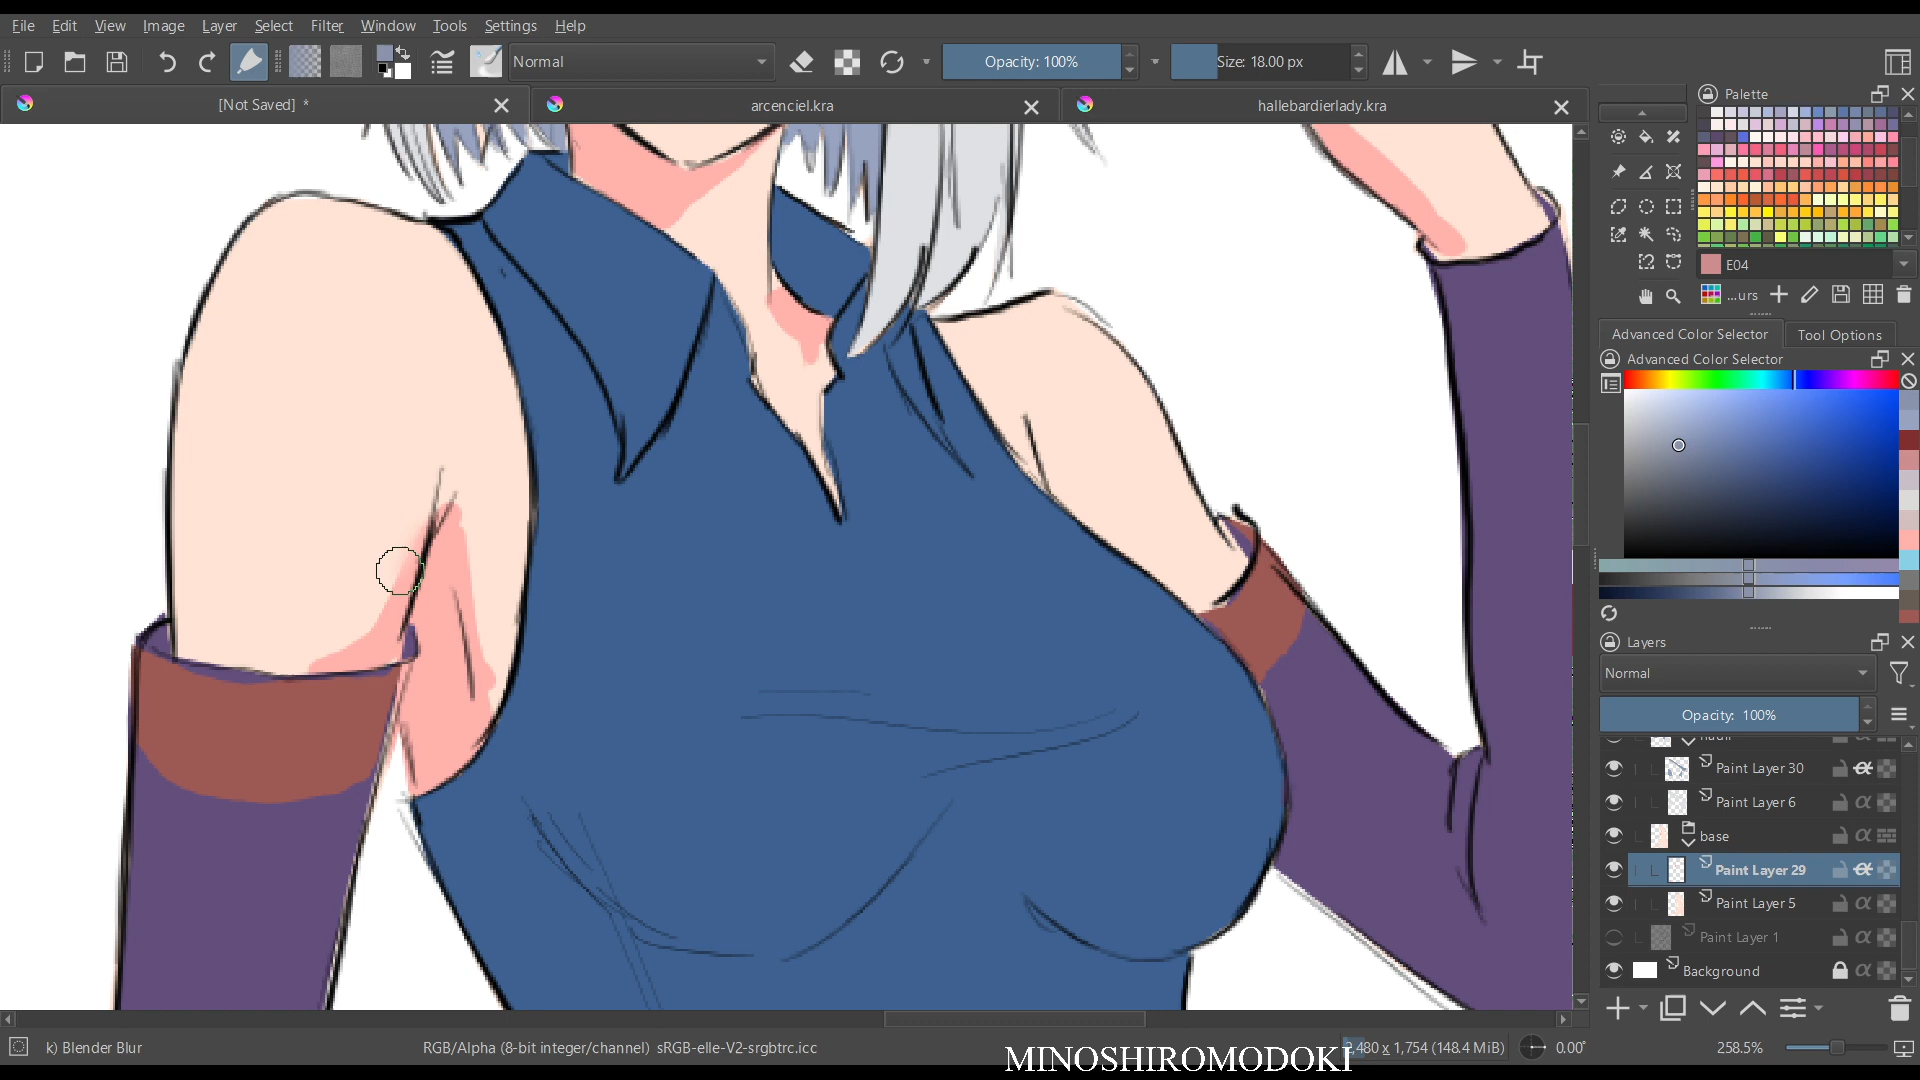 File Edit View Image Layer Select Filter Window Tools Settings Help
Normal Opacity: 100% Size: 18.00 px
[Not Saved] * arcenciel.kra hallebardierlady.kra
Palette
E04
...urs
Advanced Color Selector Tool Options
Advanced Color Selector
Layers
Normal
Opacity: 100%
Paint Layer 30
Paint Layer 6
base
Paint Layer 29
Paint Layer 5
Paint Layer 1
Background
k) Blender Blur RGB/Alpha (8-bit integer/channel) sRGB-elle-V2-srgbtrc.icc 2,480 x 1,754 (148.4 MiB) 0.00° 258.5%
MINOSHIROMODOKI